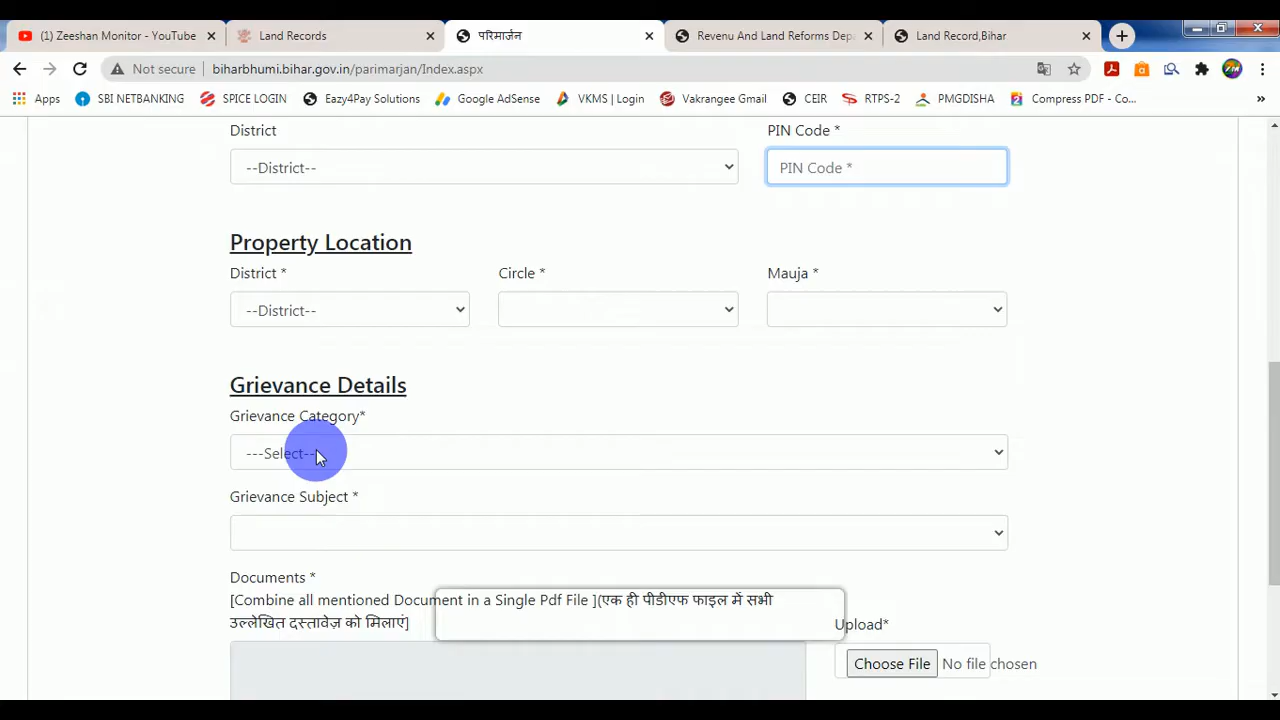 (1) Zeeshan Monitor - YouTube
Land Records
परिमार्जन
Revenu And Land Reforms Dep
Land Record,Bihar
Not secure
biharbhumi.bihar.gov.in/parimarjan/Index.aspx
Apps
SBI NETBANKING
SPICE LOGIN
Eazy4Pay Solutions
Google AdSense
VKMS | Login
Vakrangee Gmail
CEIR
RTPS-2
PMGDISHA
Compress PDF - Co...
»
District
PIN Code *
--District--
PIN Code *
Property Location
District *
Circle *
Mauja *
--District--
Grievance Details
Grievance Category*
---Select---
Grievance Subject *
Documents *
[Combine all mentioned Document in a Single Pdf File ](एक ही पीडीएफ फाइल में सभी
उल्लेखित दस्तावेज़ को मिलाएं]
Upload*
Choose File No file chosen